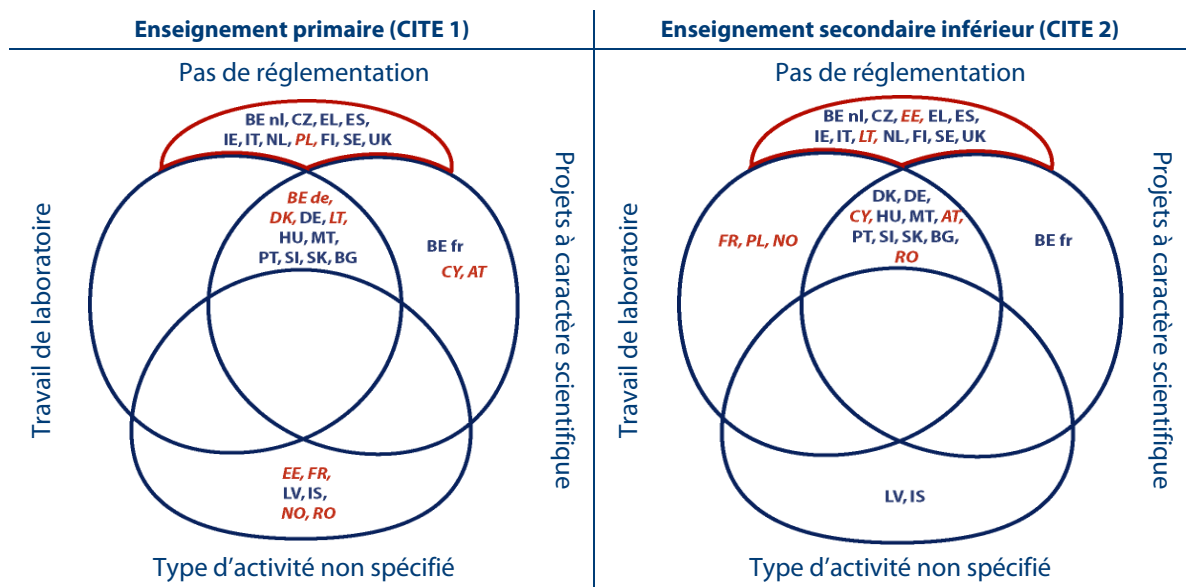 Enseignement primaire (CITE 1)
Pas de réglementation
BE nl, CZ, EL, ES,
IE, IT, NL, PL, FI, SE, UK
Travail de laboratoire
BE de,
DK, DE, LT,
HU, MT,
PT, SI, SK, BG
BE fr
CY, AT
Projets à caractère scientifique
EE, FR,
LV, IS,
NO, RO
Type d'activité non spécifié
Enseignement secondaire inférieur (CITE 2)
Pas de réglementation
BE nl, CZ, EE, EL, ES,
IE, IT, LT, NL, FI, SE, UK
Travail de laboratoire
FR, PL, NO
DK, DE,
CY, HU, MT, AT,
PT, SI, SK, BG,
RO
BE fr
Projets à caractère scientifique
LV, IS
Type d'activité non spécifié